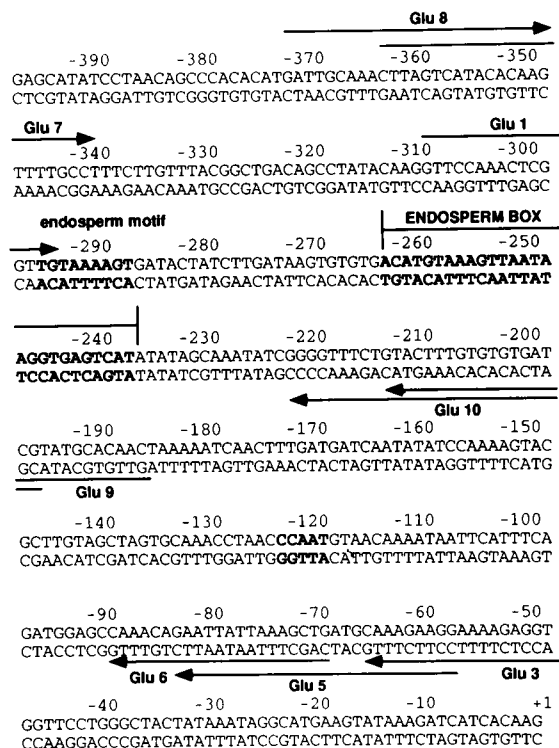 Glu 8
-390 -380 -370 -360 -350
GAGCATATCCTAACAGCCCACACATGATTGCAAACTTAGTCATACACAAG
CTCGTATAGGATTGTCGGGTGTGTACTAACGTTTGAATCAGTATGTGTTC
Glu 7 Glu 1
-340 -330 -320 -310 -300
TTTTGCCTTTCTTGTTTACGGCTGACAGCCTATACAAGGTTCCAAACTCG
AAAACGGAAAGAACAAATGCCGACTGTCGGATATGTTCCAAGGTTTGAGC
endosperm motif ENDOSPERM BOX
-290 -280 -270 -260 -250
GTTGTAAAAGTGATACTATCTTGATAAGTGTGTGACATGTAAAGTTAATA
CAACATTTTCACTATGATAGAACTATTCACACACTGTACATTTCAATTAT
-240 -230 -220 -210 -200
AGGTGAGTCATATATAGCAAATATCGGGGTTTCTGTACTTTGTGTGTGAT
TCCACTCAGTATATATCGTTTATAGCCCCAAAGACATGAAACACACACTA
Glu 10
-190 -180 -170 -160 -150
CGTATGCACAACTAAAAATCAACTTTGATGATCAATATATCCAAAAGTAC
GCATACGTGTTGATTTTTAGTTGAAACTACTAGTTATATAGGTTTTCATG
Glu 9
-140 -130 -120 -110 -100
GCTTGTAGCTAGTGCAAACCTAACCCAATGTAACAAAATAATTCATTTCA
CGAACATCGATCACGTTTGGATTGGGTTACATTGTTTTATTAAGTAAAGT
-90 -80 -70 -60 -50
GATGGAGCCAAACAGAATTATTAAAGCTGATGCAAAGAAGGAAAAGAGGT
CTACCTCGGTTTGTCTTAATAATTTCGACTACGTTTCTTCCTTTTCTCCA
Glu 6 Glu 5 Glu 3
-40 -30 -20 -10 +1
GGTTCCTGGGCTACTATAAATAGGCATGAAGTATAAAGATCATCACAAG
CCAAGGACCCGATGATATTTATCCGTACTTCATATTTCTAGTAGTGTTC